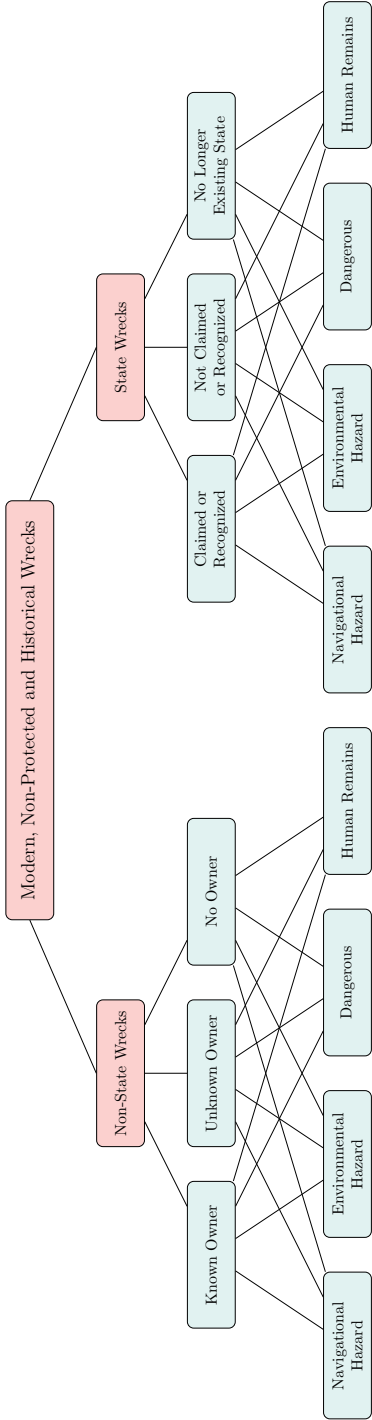 Modern, Non-Protected and Historical Wrecks
Non-State Wrecks
State Wrecks
Known Owner
Unknown Owner
No Owner
Claimed or
Recognized
Not Claimed
or Recognized
No Longer
Existing State
Navigational
Hazard
Environmental
Hazard
Dangerous
Human Remains
Navigational
Hazard
Environmental
Hazard
Dangerous
Human Remains